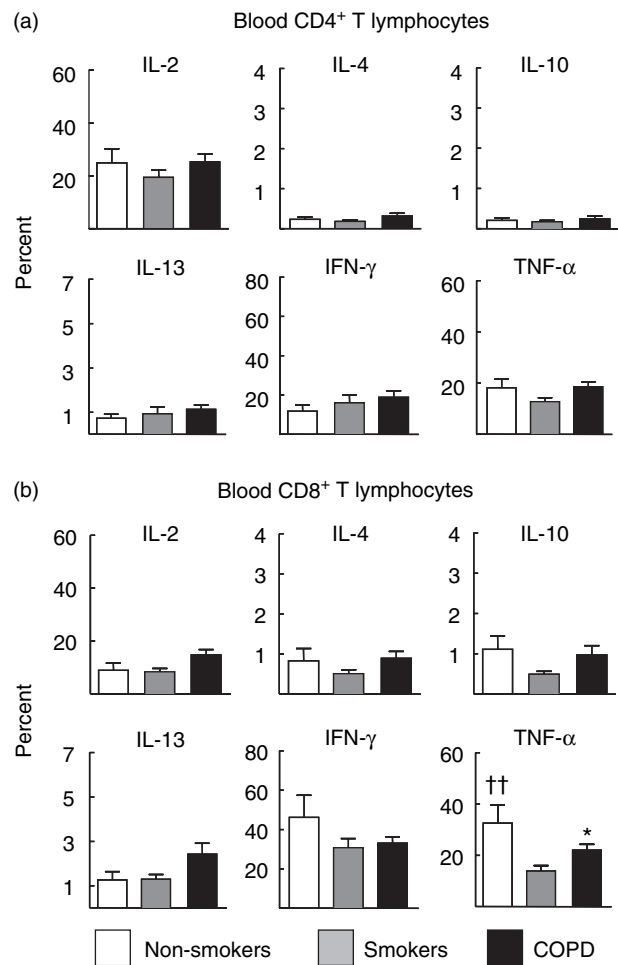 (a)
Blood CD4⁺ T lymphocytes
IL-2 IL-4 IL-10
60 40 20
4 3 2 1
4 3 2 1
Percent
IL-13 IFN-γ TNF-α
7 5 3 1
80 60 40 20
60 40 20
(b)
Blood CD8⁺ T lymphocytes
IL-2 IL-4 IL-10
60 40 20
4 3 2 1
4 3 2 1
Percent
IL-13 IFN-γ TNF-α
7 5 3 1
80 60 40 20
60 40 20
†† *
Non-smokers Smokers COPD